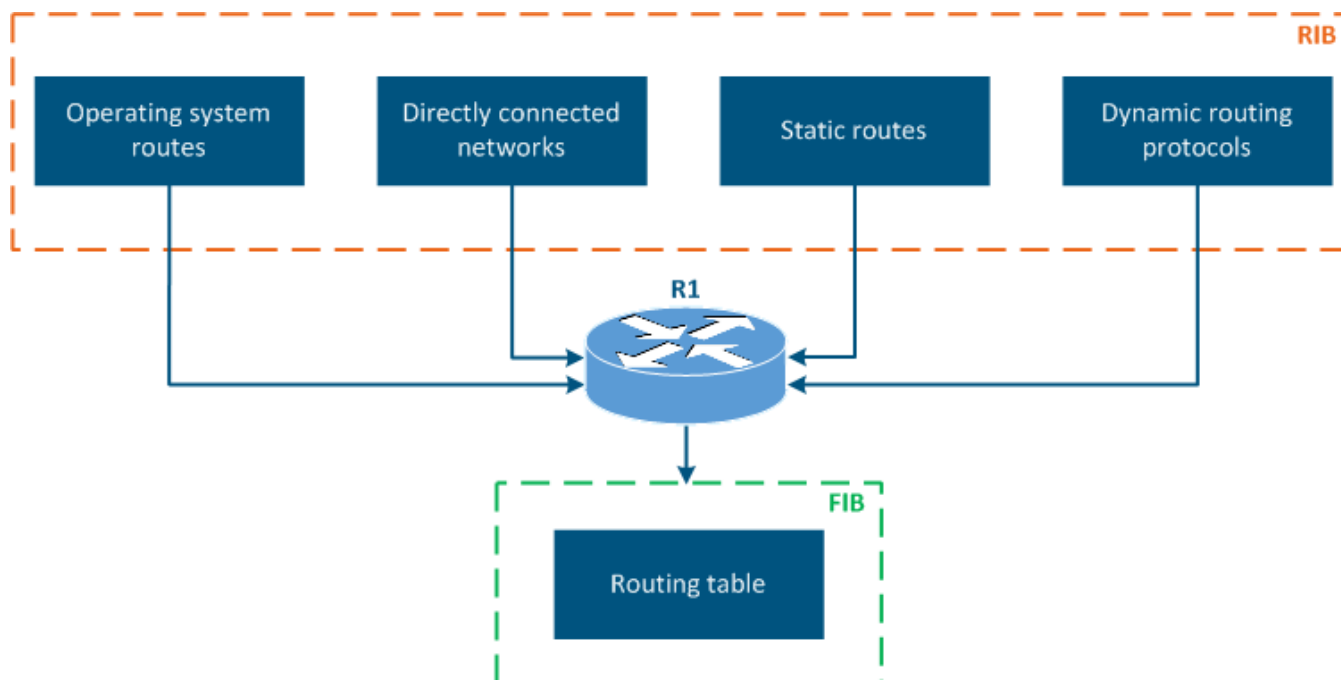 RIB
Operating system
routes
Directly connected
networks
Static routes
Dynamic routing
protocols
R1
FIB
Routing table